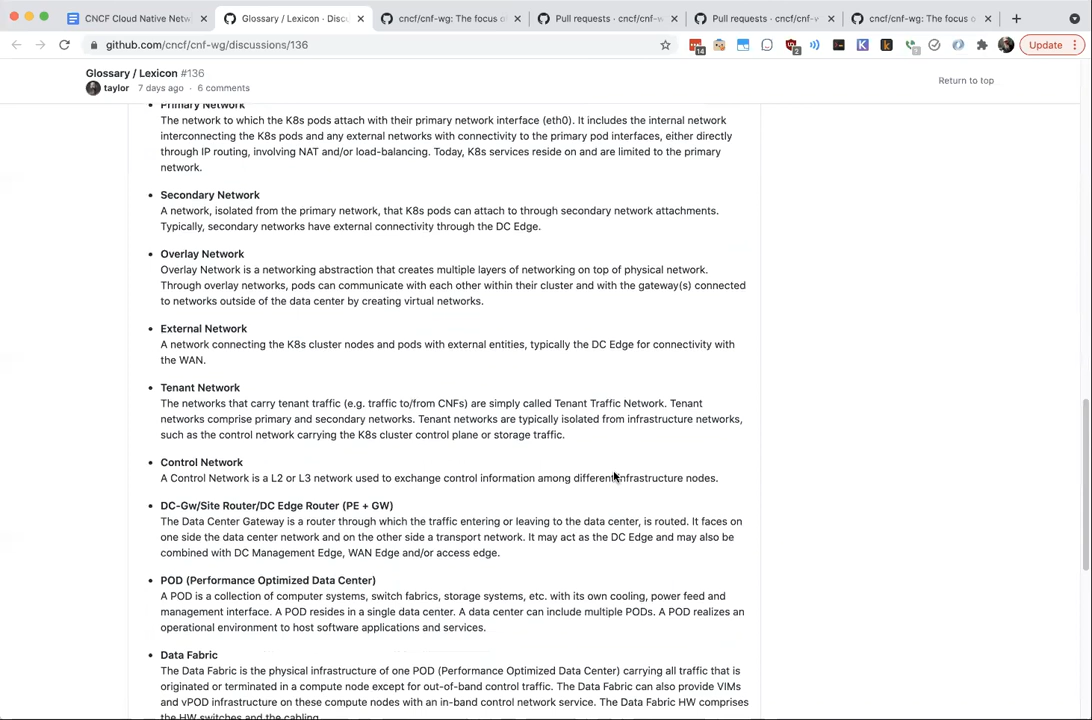 CNCF Cloud Native Netw
Glossary / Lexicon · Discu
cncf/cnf-wg: The focus o
Pull requests · cncf/cnf-w
Pull requests · cncf/cnf-v
cncf/cnf-wg: The focus o
github.com/cncf/cnf-wg/discussions/136
14
2
Update
Glossary / Lexicon #136
taylor 7 days ago · 6 comments
Return to top
Primary Network
The network to which the K8s pods attach with their primary network interface (eth0). It includes the internal network
interconnecting the K8s pods and any external networks with connectivity to the primary pod interfaces, either directly
through IP routing, involving NAT and/or load-balancing. Today, K8s services reside on and are limited to the primary
network.
• Secondary Network
A network, isolated from the primary network, that K8s pods can attach to through secondary network attachments.
Typically, secondary networks have external connectivity through the DC Edge.
• Overlay Network
Overlay Network is a networking abstraction that creates multiple layers of networking on top of physical network.
Through overlay networks, pods can communicate with each other within their cluster and with the gateway(s) connected
to networks outside of the data center by creating virtual networks.
• External Network
A network connecting the K8s cluster nodes and pods with external entities, typically the DC Edge for connectivity with
the WAN.
• Tenant Network
The networks that carry tenant traffic (e.g. traffic to/from CNFs) are simply called Tenant Traffic Network. Tenant
networks comprise primary and secondary networks. Tenant networks are typically isolated from infrastructure networks,
such as the control network carrying the K8s cluster control plane or storage traffic.
• Control Network
A Control Network is a L2 or L3 network used to exchange control information among different infrastructure nodes.
• DC-Gw/Site Router/DC Edge Router (PE + GW)
The Data Center Gateway is a router through which the traffic entering or leaving to the data center, is routed. It faces on
one side the data center network and on the other side a transport network. It may act as the DC Edge and may also be
combined with DC Management Edge, WAN Edge and/or access edge.
• POD (Performance Optimized Data Center)
A POD is a collection of computer systems, switch fabrics, storage systems, etc. with its own cooling, power feed and
management interface. A POD resides in a single data center. A data center can include multiple PODs. A POD realizes an
operational environment to host software applications and services.
• Data Fabric
The Data Fabric is the physical infrastructure of one POD (Performance Optimized Data Center) carrying all traffic that is
originated or terminated in a compute node except for out-of-band control traffic. The Data Fabric can also provide VIMs
and vPOD infrastructure on these compute nodes with an in-band control network service. The Data Fabric HW comprises
the HW switches and the cabling.